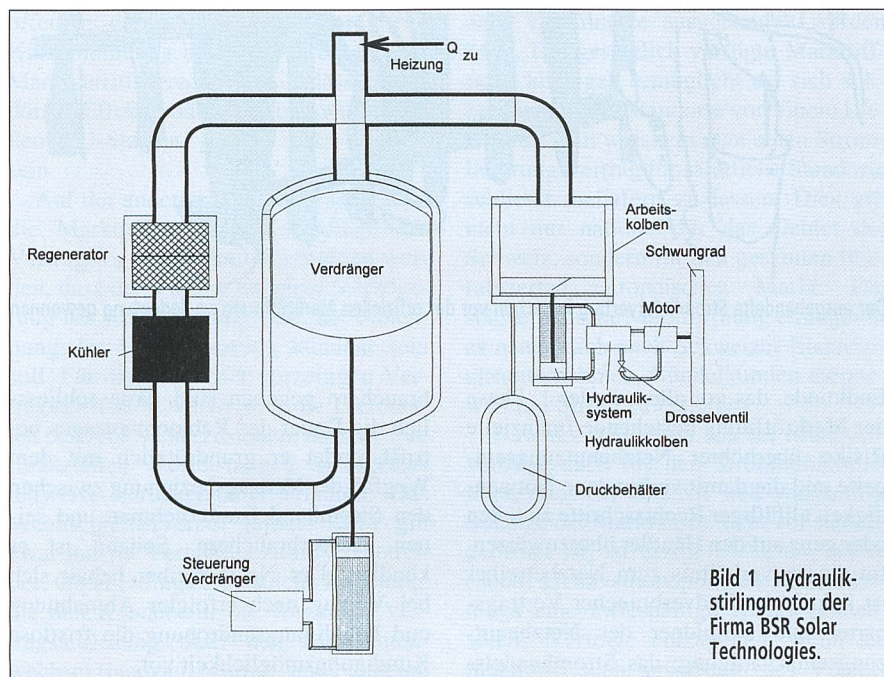 Q zu
Heizung
Regenerator
Kühler
Verdränger
Arbeits-
kolben
Schwungrad
Motor
Hydraulik-
system
Drosselventil
Hydraulikkolben
Druckbehälter
Steuerung
Verdränger
Bild 1 Hydraulik-
stirlingmotor der
Firma BSR Solar
Technologies.